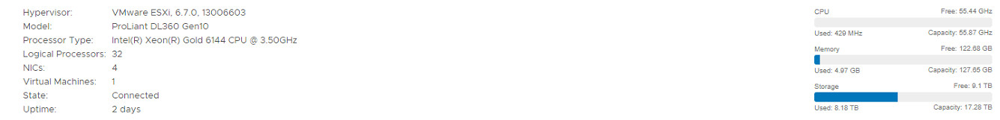 Hypervisor: VMware ESXi, 6.7.0, 13006603
Model: ProLiant DL360 Gen10
Processor Type: Intel(R) Xeon(R) Gold 6144 CPU @ 3.50GHz
Logical Processors: 32
NICs: 4
Virtual Machines: 1
State: Connected
Uptime: 2 days
CPU Free: 55.44 GHz
Used: 429 MHz Capacity: 55.87 GHz
Memory Free: 122.68 GB
Used: 4.97 GB Capacity: 127.65 GB
Storage Free: 9.1 TB
Used: 8.18 TB Capacity: 17.28 TB